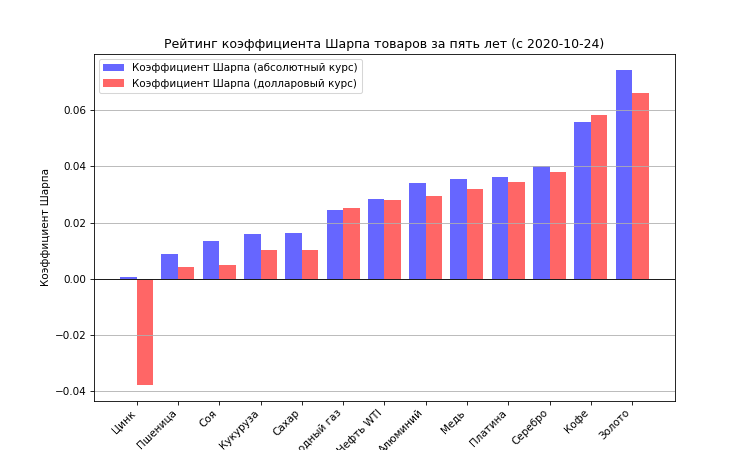 Рейтинг коэффициента Шарпа товаров за пять лет (с 2020-10-24)
Коэффициент Шарпа (абсолютный курс)
Коэффициент Шарпа (долларовый курс)
Коэффициент Шарпа
0.06
0.04
0.02
0.00
−0.02
−0.04
Цинк
Пшеница
Соя
Кукуруза
Сахар
одный газ
Нефть WTI
Алюминий
Медь
Платина
Серебро
Кофе
Золото